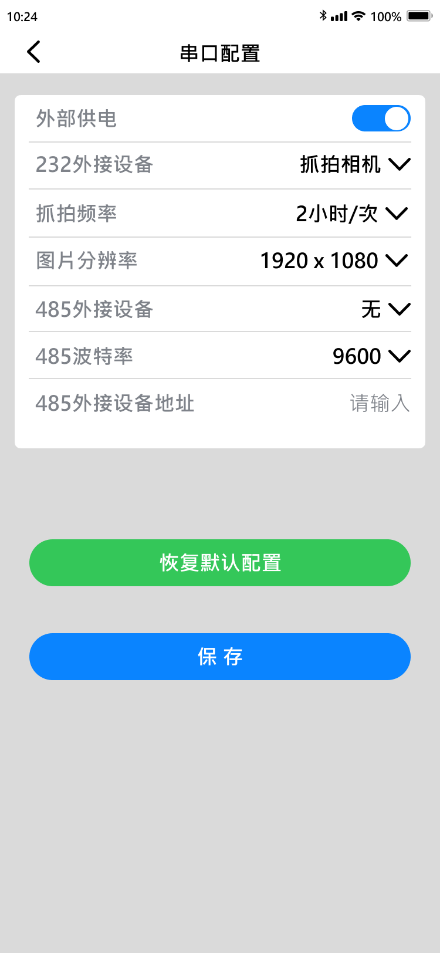 10:24 100%
串口配置
外部供电
232外接设备 抓拍相机
抓拍频率 2小时/次
图片分辨率 1920 x 1080
485外接设备 无
485波特率 9600
485外接设备地址 请输入
恢复默认配置
保 存